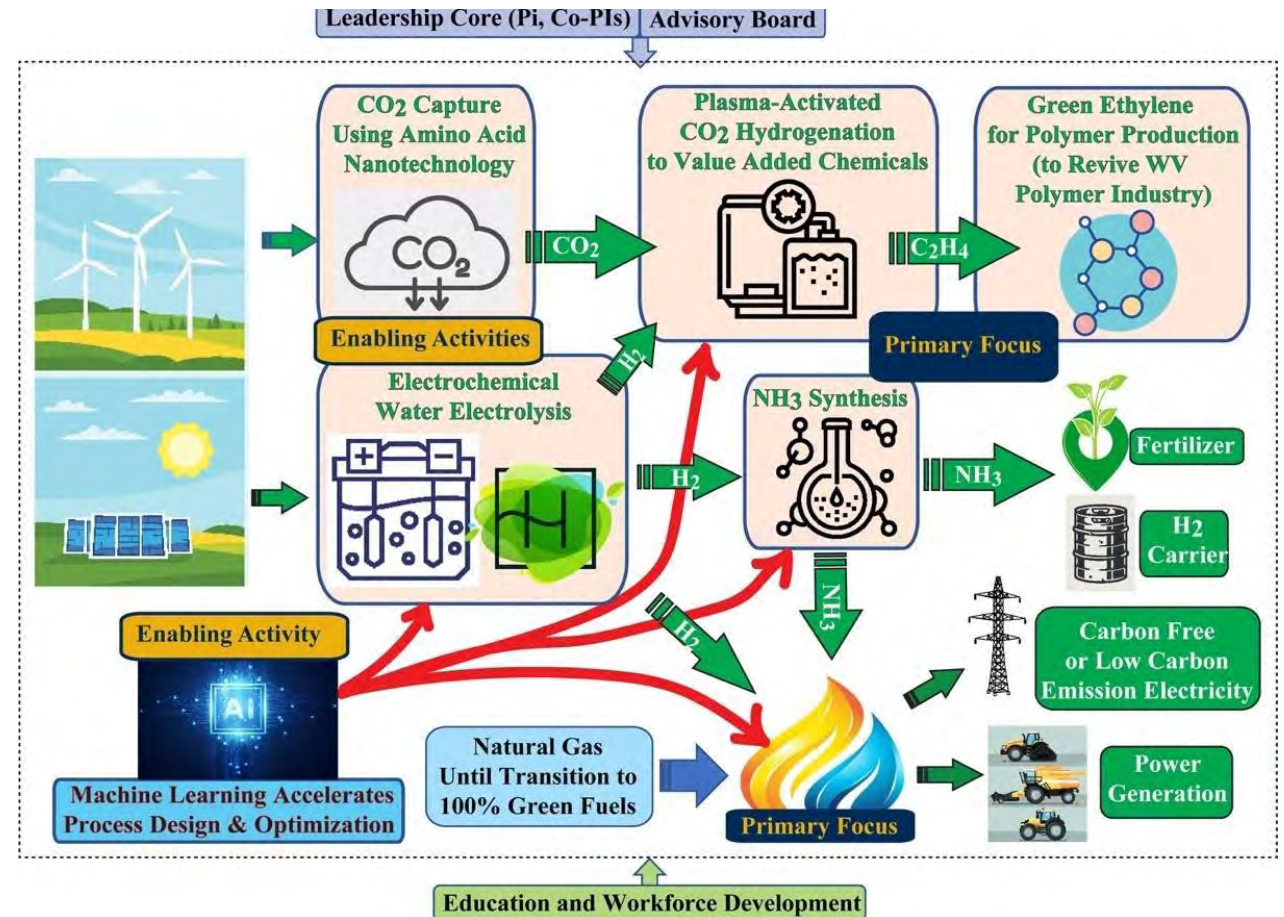 Leadership Core (Pi, Co-PIs)
Advisory Board
CO2 Capture
Using Amino Acid
Nanotechnology
CO2
Enabling Activities
CO2
Plasma-Activated
CO2 Hydrogenation
to Value Added Chemicals
C2H4
Green Ethylene
for Polymer Production
(to Revive WV
Polymer Industry)
Primary Focus
H2
Electrochemical
Water Electrolysis
+ −
H
H2
NH3 Synthesis
NH3
Fertilizer
H2
Carrier
H2
NH3
Enabling Activity
AI
Machine Learning Accelerates
Process Design & Optimization
Natural Gas
Until Transition to
100% Green Fuels
Primary Focus
Carbon Free
or Low Carbon
Emission Electricity
Power
Generation
Education and Workforce Development